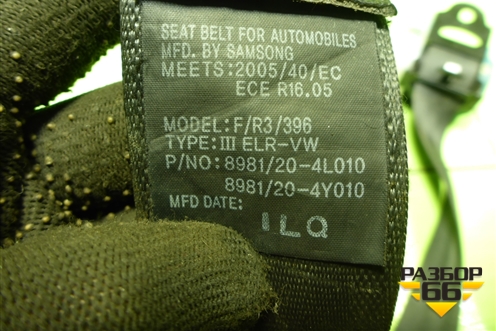 SEAT BELT FOR AUTOMOBILES
MFD. BY SAMSONG
MEETS:2005/40/EC
ECE R16.05
MODEL:F/R3/396
TYPE:III ELR-VW
P/NO: 8981/20-4L010
8981/20-4Y010
MFD DATE:
ILQ
РАЗБОР
66